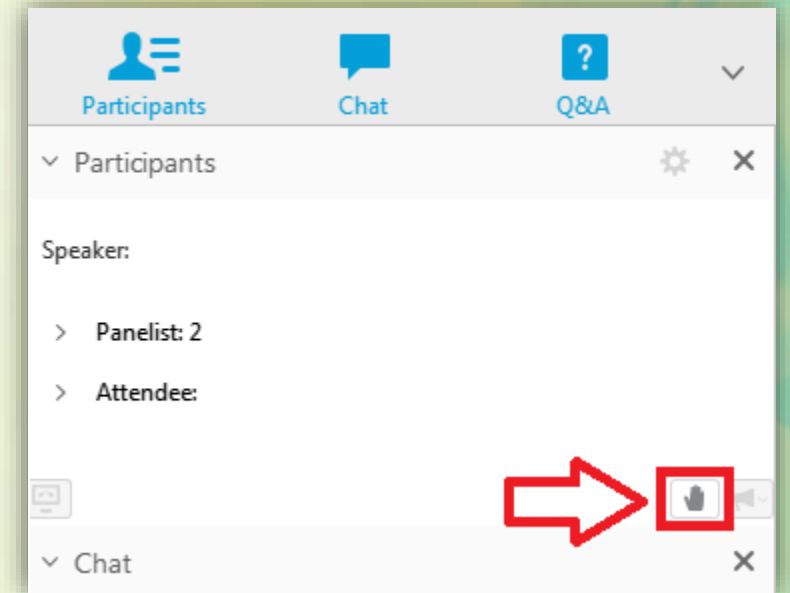 Participants Chat Q&A
Participants
Speaker:
Panelist: 2
Attendee:
Chat